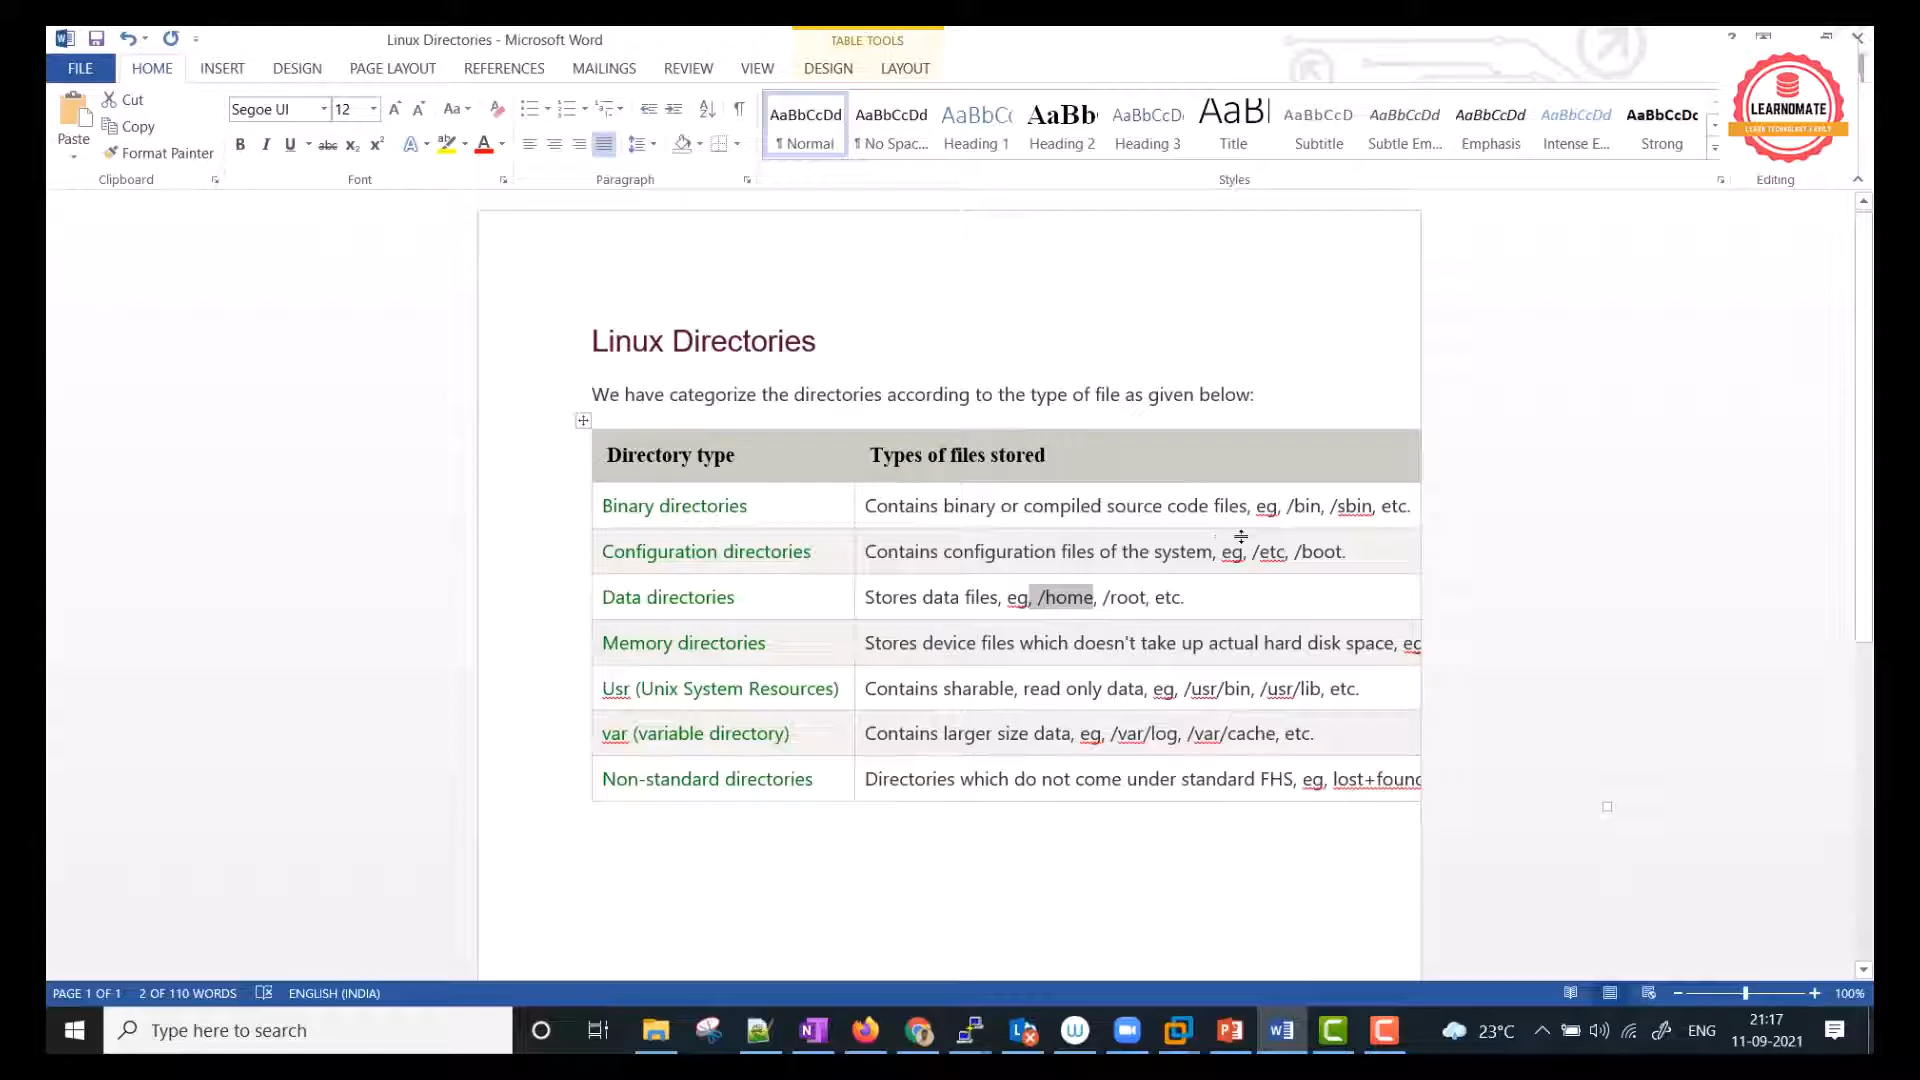 Linux Directories - Microsoft Word
TABLE TOOLS
?
FILE HOME INSERT DESIGN PAGE LAYOUT REFERENCES MAILINGS REVIEW VIEW DESIGN LAYOUT
Paste
Cut
Copy
Format Painter
Clipboard
Segoe UI 12
Font
Paragraph
AaBbCcDd AaBbCcDd AaBbC( AaBb( AaBbCcD( AaB| AaBbCcD AaBbCcDd AaBbCcDd AaBbCcDd AaBbCcDc
¶ Normal ¶ No Spac... Heading 1 Heading 2 Heading 3 Title Subtitle Subtle Em... Emphasis Intense E... Strong
Styles
Editing
LEARNOMATE
Linux Directories
We have categorize the directories according to the type of file as given below:
Directory type Types of files stored
Binary directories Contains binary or compiled source code files, eg, /bin, /sbin, etc.
Configuration directories Contains configuration files of the system, eg, /etc, /boot.
Data directories Stores data files, eg, /home, /root, etc.
Memory directories Stores device files which doesn't take up actual hard disk space, eg
Usr (Unix System Resources) Contains sharable, read only data, eg, /usr/bin, /usr/lib, etc.
var (variable directory) Contains larger size data, eg, /var/log, /var/cache, etc.
Non-standard directories Directories which do not come under standard FHS, eg, lost+found
PAGE 1 OF 1 2 OF 110 WORDS ENGLISH (INDIA) 100%
Type here to search
23°C ENG
21:17
11-09-2021